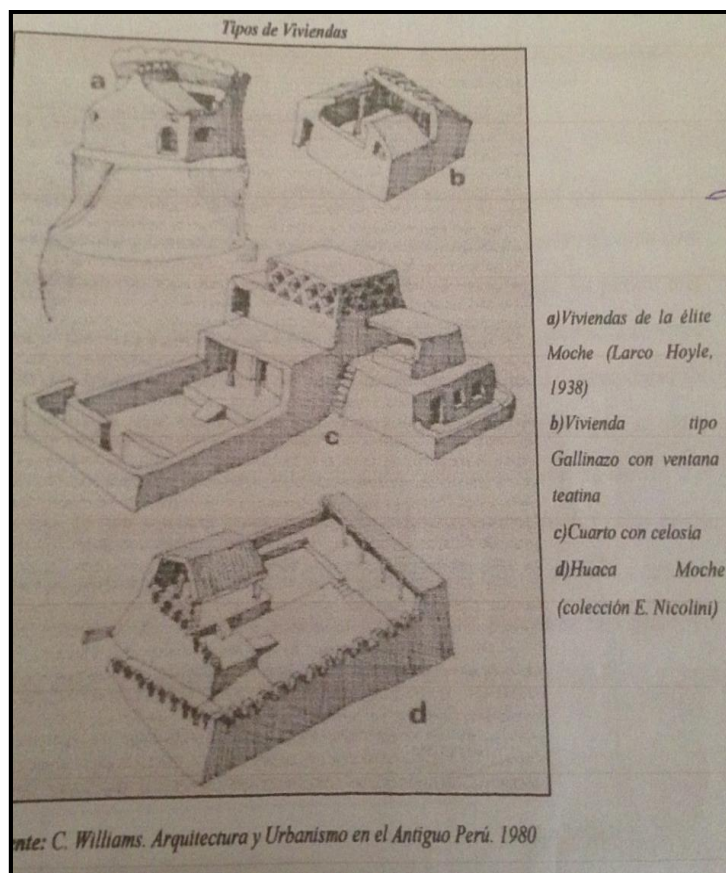 Tipos de Viviendas
a
b
c
d
a)Viviendas de la élite
Moche (Larco Hoyle,
1938)
b)Vivienda tipo
Gallinazo con ventana
teatina
c)Cuarto con celosía
d)Huaca Moche
(colección E. Nicolini)
ente: C. Williams. Arquitectura y Urbanismo en el Antiguo Perú. 1980